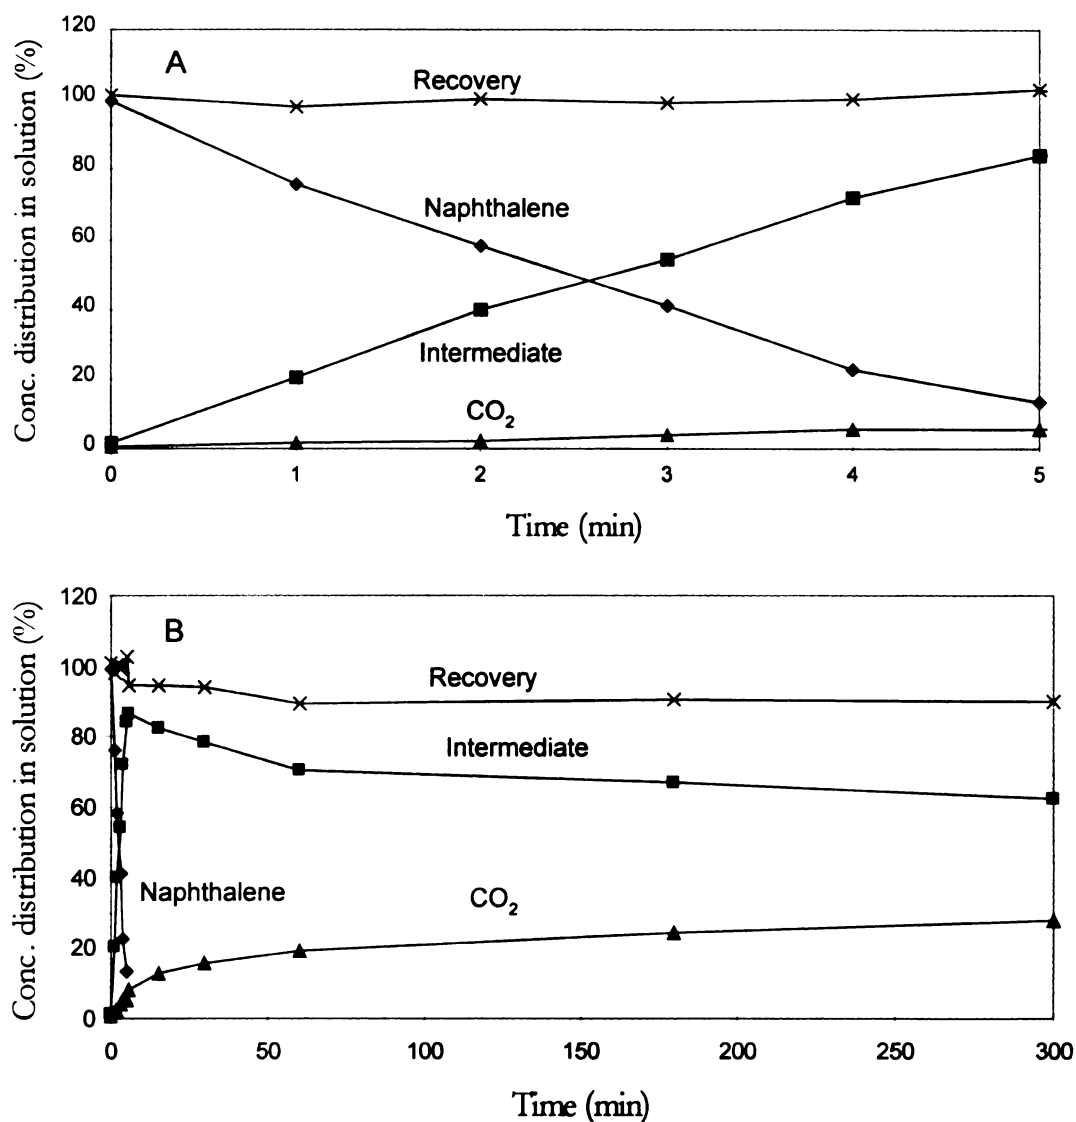 Conc. distribution in solution (%)
120
100
80
60
40
20
0
A
Recovery
Naphthalene
Intermediate
CO2
0 1 2 3 4 5
Time (min)
Conc. distribution in solution (%)
120
100
80
60
40
20
0
B
Recovery
Intermediate
Naphthalene
CO2
0 50 100 150 200 250 300
Time (min)